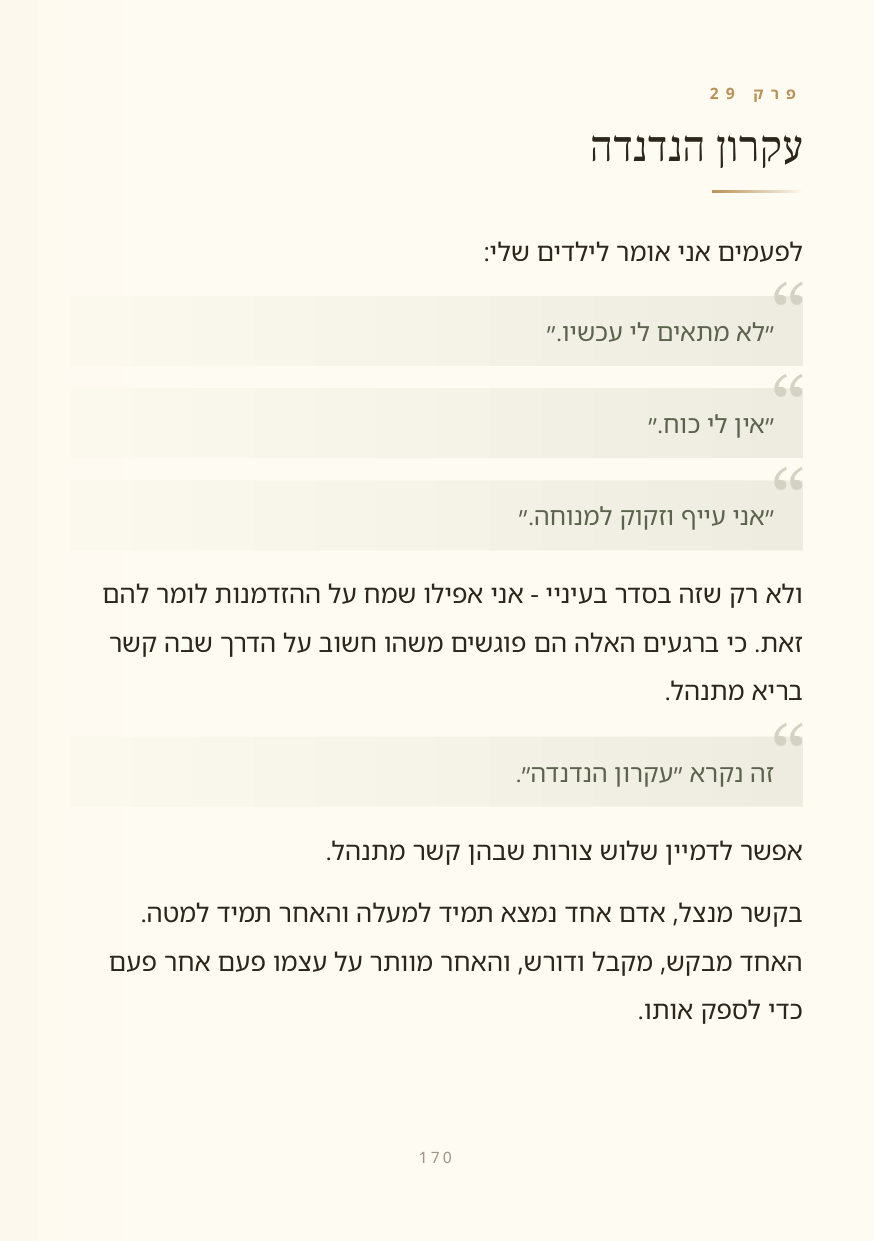 פרק 29
עקרון הנדנדה
לפעמים אני אומר לילדים שלי:
״לא מתאים לי עכשיו.״
״אין לי כוח.״
״אני עייף וזקוק למנוחה.״
ולא רק שזה בסדר בעיניי - אני אפילו שמח על ההזדמנות לומר להם
זאת. כי ברגעים האלה הם פוגשים משהו חשוב על הדרך שבה קשר
בריא מתנהל.
זה נקרא ״עקרון הנדנדה״.
אפשר לדמיין שלוש צורות שבהן קשר מתנהל.
בקשר מנצל, אדם אחד נמצא תמיד למעלה והאחר תמיד למטה.
האחד מבקש, מקבל ודורש, והאחר מוותר על עצמו פעם אחר פעם
כדי לספק אותו.
170